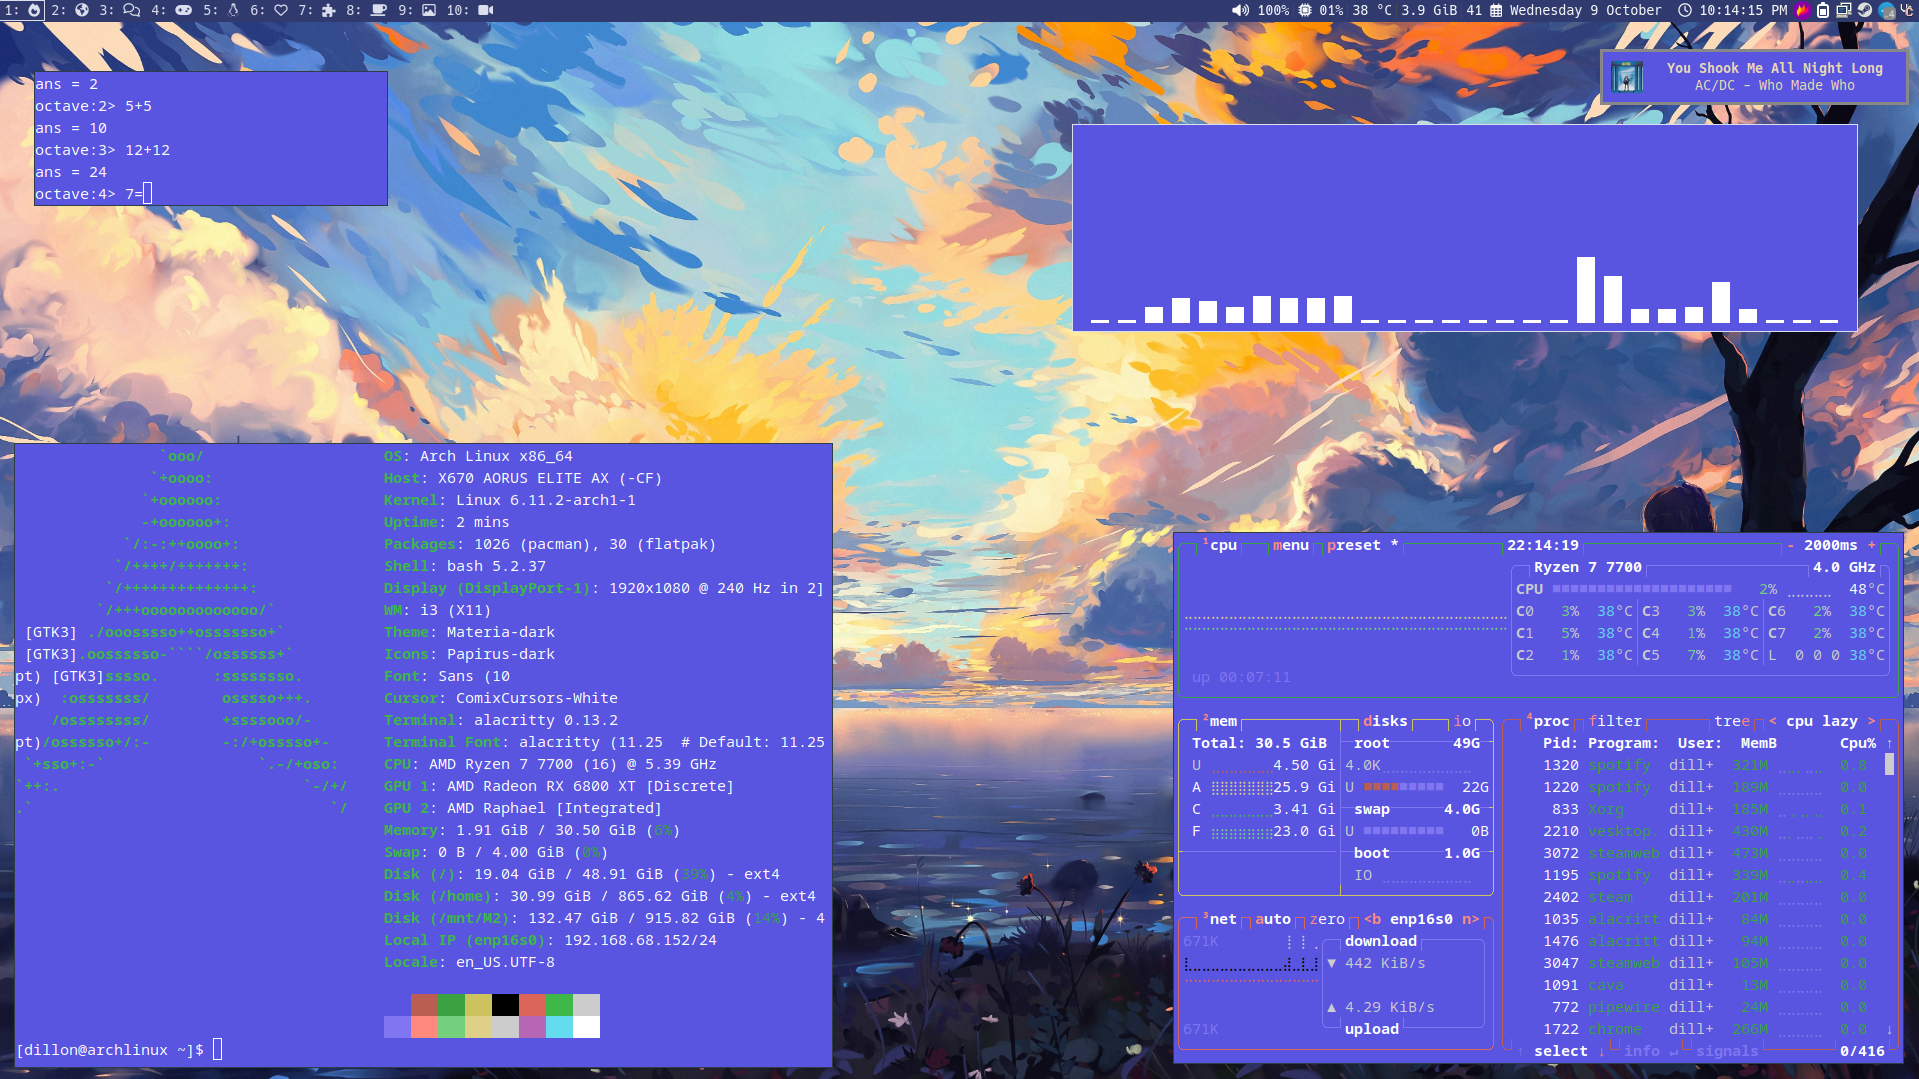 1: 2: 3: 4: 5: 6: 7: 8: 9: 10:
100% 01% 38 °C 3.9 GiB 41 Wednesday 9 October 10:14:15 PM
You Shook Me All Night Long
AC/DC - Who Made Who
ans = 2
octave:2> 5+5
ans = 10
octave:3> 12+12
ans = 24
octave:4> 7=
`ooo/ OS: Arch Linux x86_64
`+oooo: Host: X670 AORUS ELITE AX (-CF)
`+oooooo: Kernel: Linux 6.11.2-arch1-1
-+oooooo+: Uptime: 2 mins
`/:-:++oooo+: Packages: 1026 (pacman), 30 (flatpak)
`/++++/+++++++: Shell: bash 5.2.37
`/++++++++++++++: Display (DisplayPort-1): 1920x1080 @ 240 Hz in 2]
`/+++ooooooooooooo/` WM: i3 (X11)
[GTK3] ./ooosssso++osssssso+` Theme: Materia-dark
[GTK3].oossssso-````/ossssss+` Icons: Papirus-dark
pt) [GTK3]sssso. :ssssssso. Font: Sans (10
px) :osssssss/ osssso+++. Cursor: ComixCursors-White
/ossssssss/ +ssssooo/- Terminal: alacritty 0.13.2
pt)/ossssso+/:- -:/+osssso+- Terminal Font: alacritty (11.25 # Default: 11.25
`+sso+:-` `.-/+oso: CPU: AMD Ryzen 7 7700 (16) @ 5.39 GHz
`++:. `-/+/ GPU 1: AMD Radeon RX 6800 XT [Discrete]
.` `/ GPU 2: AMD Raphael [Integrated]
Memory: 1.91 GiB / 30.50 GiB (6%)
Swap: 0 B / 4.00 GiB (0%)
Disk (/): 19.04 GiB / 48.91 GiB (39%) - ext4
Disk (/home): 30.99 GiB / 865.62 GiB (4%) - ext4
Disk (/mnt/M2): 132.47 GiB / 915.82 GiB (14%) - 4
Local IP (enp16s0): 192.168.68.152/24
Locale: en_US.UTF-8
[dillon@archlinux ~]$
¹cpu menu preset * 22:14:19 - 2000ms +
Ryzen 7 7700 4.0 GHz
CPU 2% 48°C
C0 3% 38°C C3 3% 38°C C6 2% 38°C
C1 5% 38°C C4 1% 38°C C7 2% 38°C
C2 1% 38°C C5 7% 38°C L 0 0 0 38°C
up 00:07:11
²mem disks io
Total: 30.5 GiB root 49G
U 4.50 Gi 4.0K
A 25.9 Gi U 22G
C 3.41 Gi swap 4.0G
F 23.0 Gi U 0B
boot 1.0G
IO
³net auto zero <b enp16s0 n>
671K download
▼ 442 KiB/s
▲ 4.29 KiB/s
671K upload
⁴proc filter tree < cpu lazy >
Pid: Program: User: MemB Cpu% ↑
1320 spotify dill+ 321M 0.8
1220 spotify dill+ 189M 0.0
833 Xorg dill+ 185M 0.1
2210 vesktop. dill+ 430M 0.2
3072 steamweb dill+ 473M 0.0
1195 spotify dill+ 339M 0.4
2402 steam dill+ 201M 0.0
1035 alacritt dill+ 84M 0.0
1476 alacritt dill+ 94M 0.0
3047 steamweb dill+ 105M 0.0
1091 cava dill+ 13M 0.0
772 pipewire dill+ 24M 0.0
1722 chrome dill+ 266M 0.0 ↓
↑ select ↓ info ↵ signals 0/416